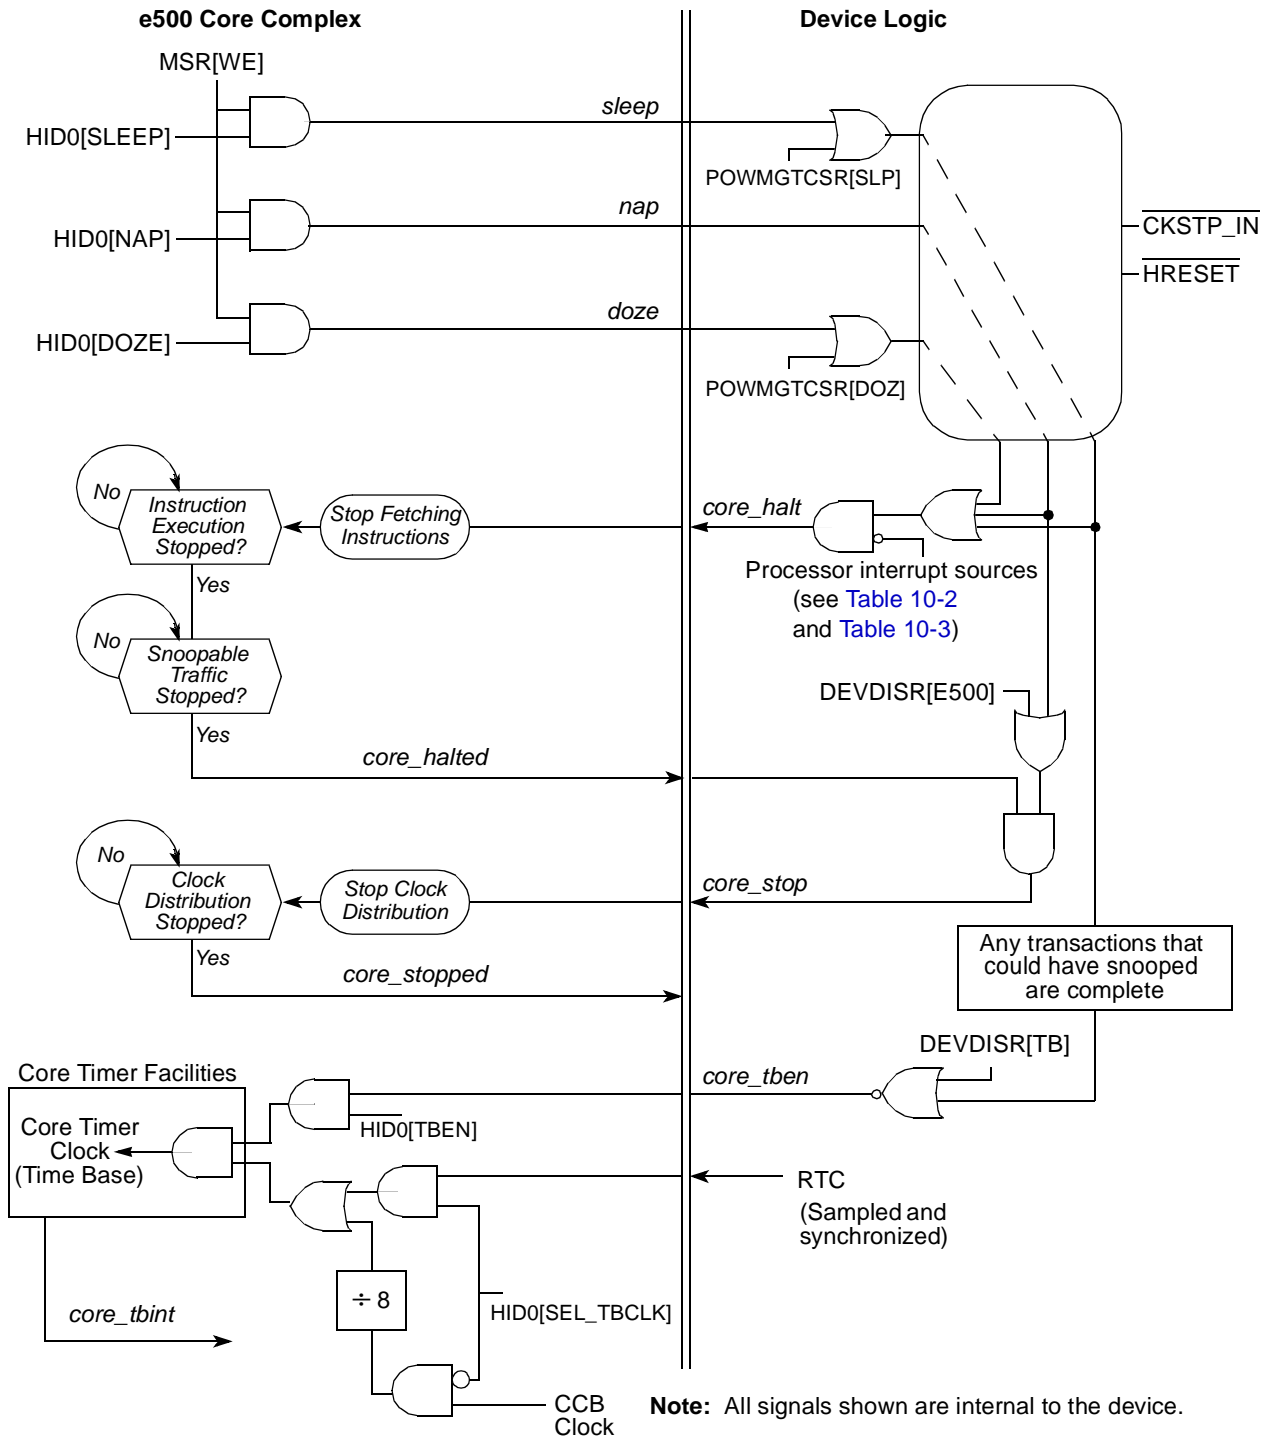 e500 Core Complex
Device Logic
MSR[WE]
sleep
HID0[SLEEP]
POWMGTCSR[SLP]
nap
HID0[NAP]
CKSTP_IN
HRESET
doze
HID0[DOZE]
POWMGTCSR[DOZ]
No
Instruction
Execution
Stopped?
Stop Fetching
Instructions
core_halt
Processor interrupt sources
(see Table 10-2
and Table 10-3)
Yes
No
Snoopable
Traffic
Stopped?
DEVDISR[E500]
Yes
core_halted
No
Clock
Distribution
Stopped?
Stop Clock
Distribution
core_stop
Yes
core_stopped
Any transactions that
could have snooped
are complete
DEVDISR[TB]
Core Timer Facilities
core_tben
Core Timer
Clock
(Time Base)
HID0[TBEN]
RTC
(Sampled and
synchronized)
÷ 8
HID0[SEL_TBCLK]
core_tbint
CCB
Clock
Note: All signals shown are internal to the device.